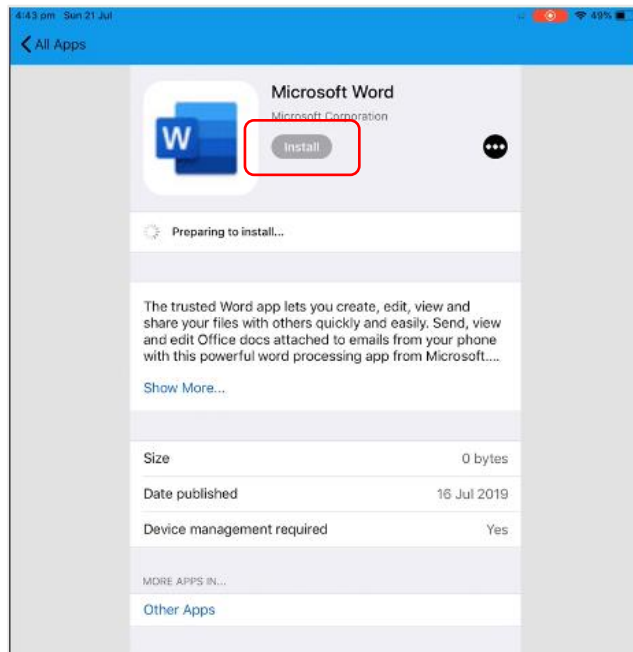 4:43 pm Sun 21 Jul
49%
All Apps
Microsoft Word
Microsoft Corporation
W
Install
Preparing to install...
The trusted Word app lets you create, edit, view and
share your files with others quickly and easily. Send, view
and edit Office docs attached to emails from your phone
with this powerful word processing app from Microsoft....
Show More...
Size 0 bytes
Date published 16 Jul 2019
Device management required Yes
MORE APPS IN...
Other Apps